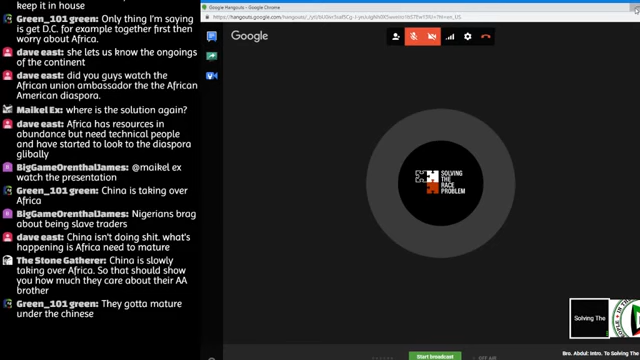 keep it in house
Green_101 green: Only thing I'm saying
is get D.C. for example together first then
worry about Africa.
dave east: she lets us know the ongoings
of the continent
dave east: did you guys watch the
African union ambassador the the African
American diaspora.
Maikel Ex: where is the solution again?
dave east: Africa has resources in
abundance but need technical people
and have started to look to the diaspora
glibally
BigGameOrenthalJames: @maikel ex
watch the presentation
Green_101 green: China is taking over
Africa
BigGameOrenthalJames: Nigerians brag
about being slave traders
dave east: China isn't doing shit. what's
happening is Africa need to mature
The Stone Gatherer: China is slowly
taking over Africa. So that should show
you how much they care about their AA
brother
Green_101 green: They gotta mature
under the chinese
Google Hangouts - Google Chrome
https://hangouts.google.com/hangouts/
Google
SOLVING
THE
RACE
PROBLEM
Solving The
Bro. Abdul: Intro. To Solving The
Start broadcast